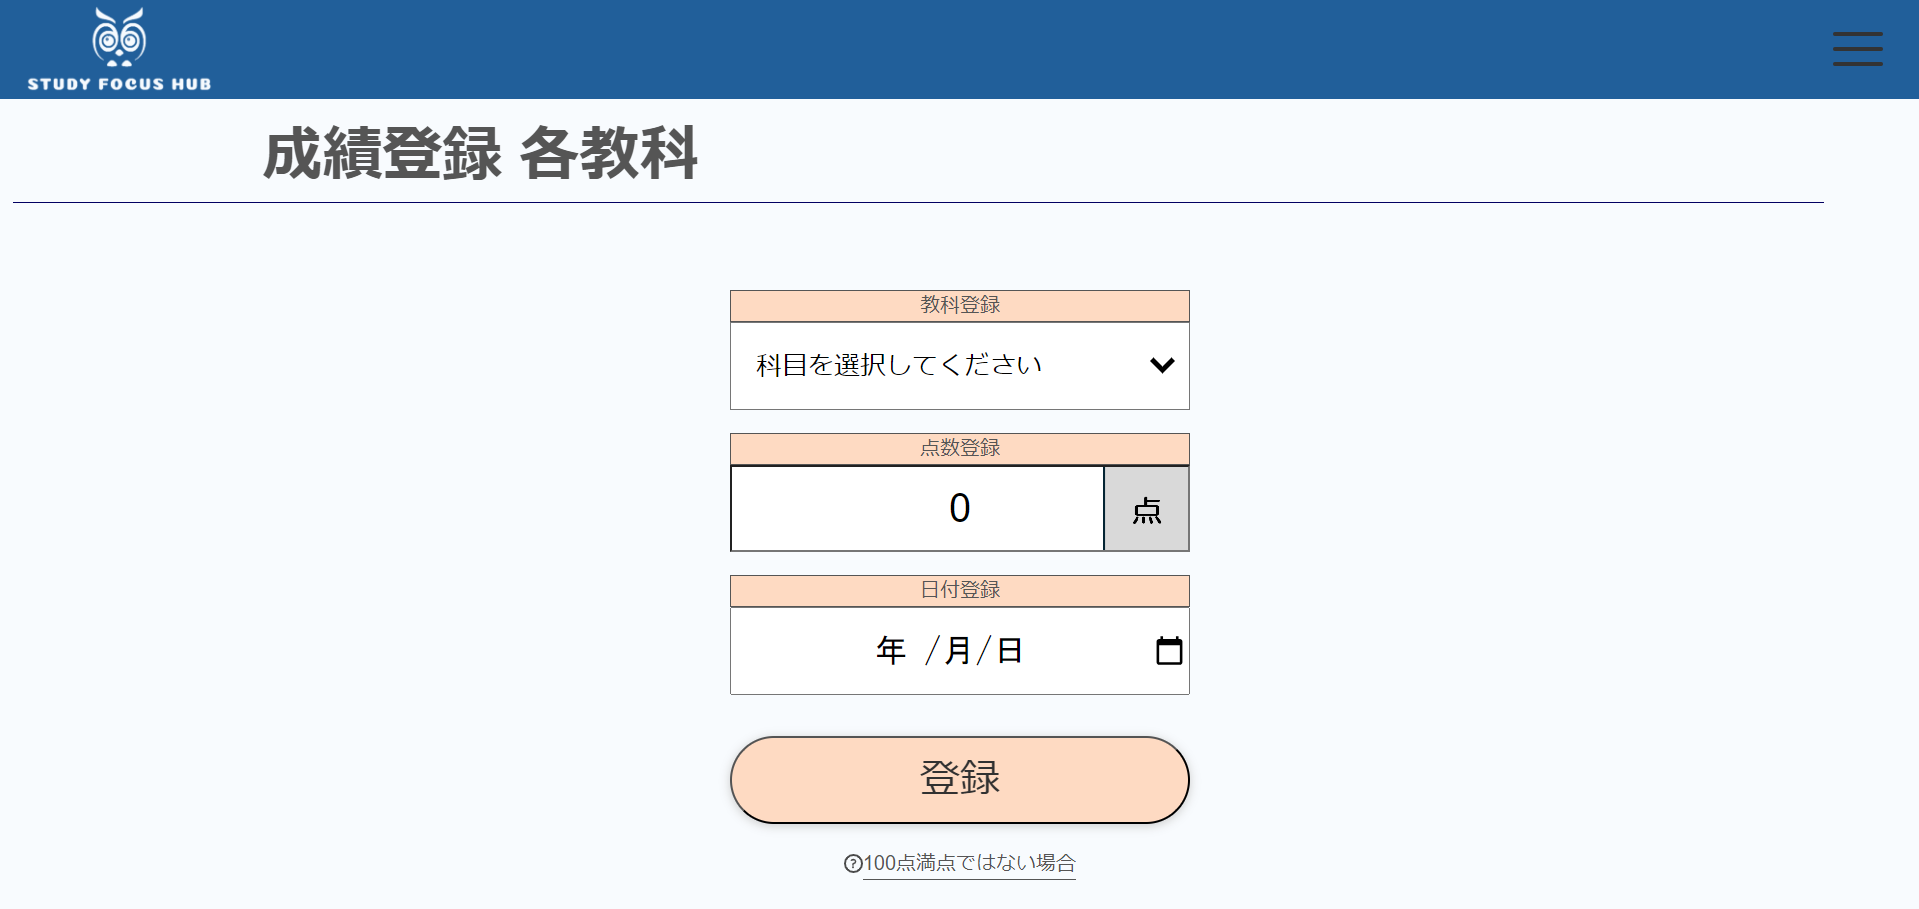 STUDY FOCUS HUB
成績登録 各教科
教科登録
科目を選択してください
点数登録
0 点
日付登録
年 /月/日
登録
?100点満点ではない場合